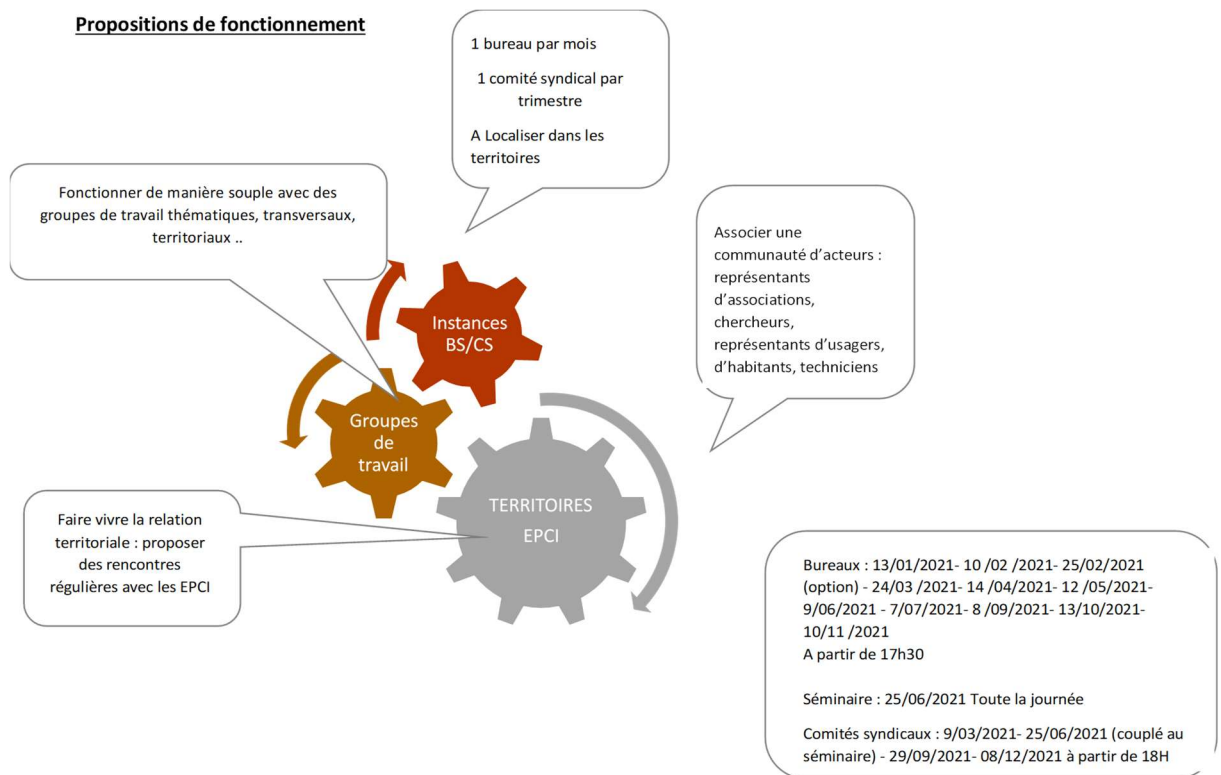 Propositions de fonctionnement
1 bureau par mois
1 comité syndical par
trimestre
A Localiser dans les
territoires
Fonctionner de manière souple avec des
groupes de travail thématiques, transversaux,
territoriaux ..
Associer une
communauté d’acteurs :
représentants
d’associations,
chercheurs,
représentants d’usagers,
d’habitants, techniciens
Instances
BS/CS
Groupes
de
travail
TERRITOIRES
EPCI
Faire vivre la relation
territoriale : proposer
des rencontres
régulières avec les EPCI
Bureaux : 13/01/2021- 10 /02 /2021- 25/02/2021
(option) - 24/03 /2021- 14 /04/2021- 12 /05/2021-
9/06/2021 - 7/07/2021- 8 /09/2021- 13/10/2021-
10/11 /2021
A partir de 17h30
Séminaire : 25/06/2021 Toute la journée
Comités syndicaux : 9/03/2021- 25/06/2021 (couplé au
séminaire) - 29/09/2021- 08/12/2021 à partir de 18H